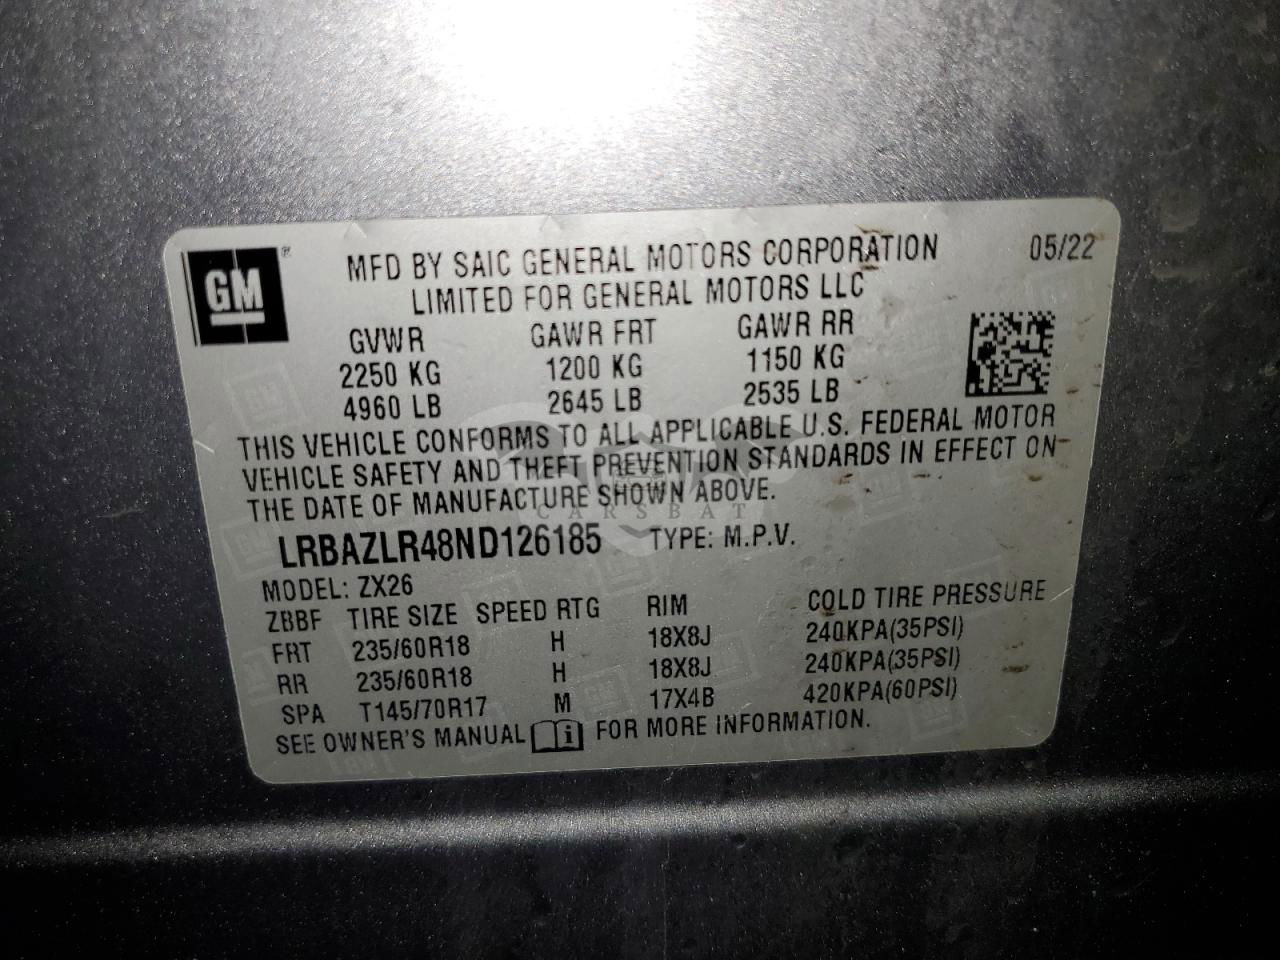 GM
MFD BY SAIC GENERAL MOTORS CORPORATION 05/22
LIMITED FOR GENERAL MOTORS LLC
GVWR GAWR FRT GAWR RR
2250 KG 1200 KG 1150 KG
4960 LB 2645 LB 2535 LB
THIS VEHICLE CONFORMS TO ALL APPLICABLE U.S. FEDERAL MOTOR
VEHICLE SAFETY AND THEFT PREVENTION STANDARDS IN EFFECT ON
THE DATE OF MANUFACTURE SHOWN ABOVE.
CARSBAT
LRBAZLR48ND126185 TYPE: M.P.V.
MODEL: ZX26
ZBBF TIRE SIZE SPEED RTG RIM COLD TIRE PRESSURE
FRT 235/60R18 H 18X8J 240KPA(35PSI)
RR 235/60R18 H 18X8J 240KPA(35PSI)
SPA T145/70R17 M 17X4B 420KPA(60PSI)
SEE OWNER'S MANUAL i FOR MORE INFORMATION.